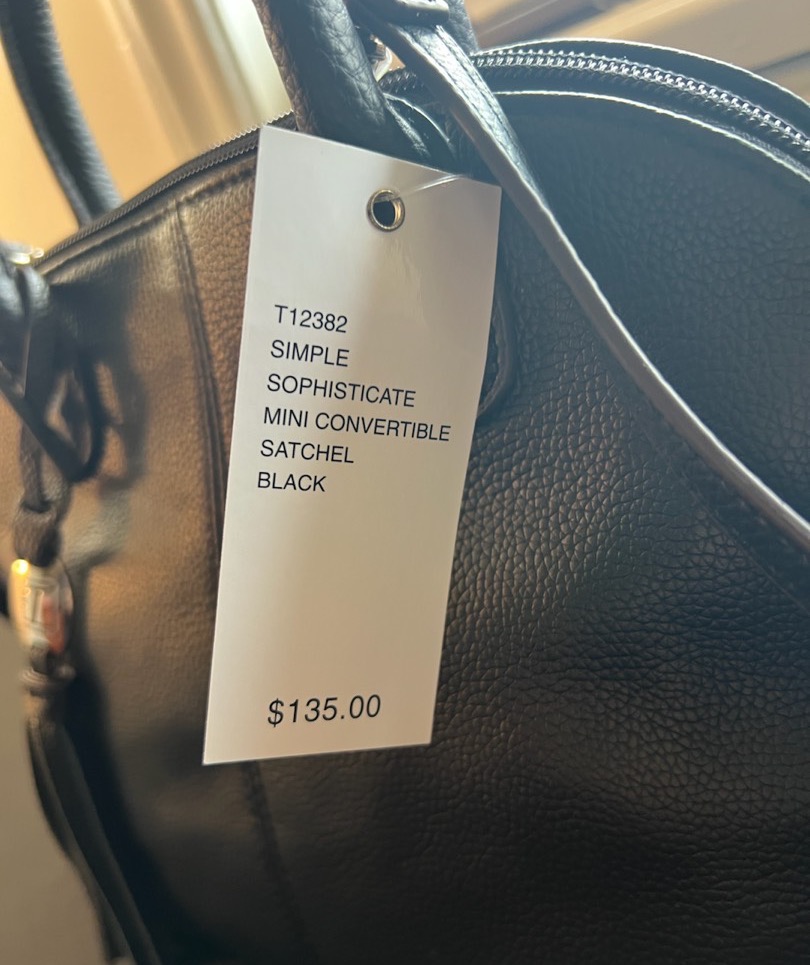 T12382
SIMPLE
SOPHISTICATE
MINI CONVERTIBLE
SATCHEL
BLACK
$135.00